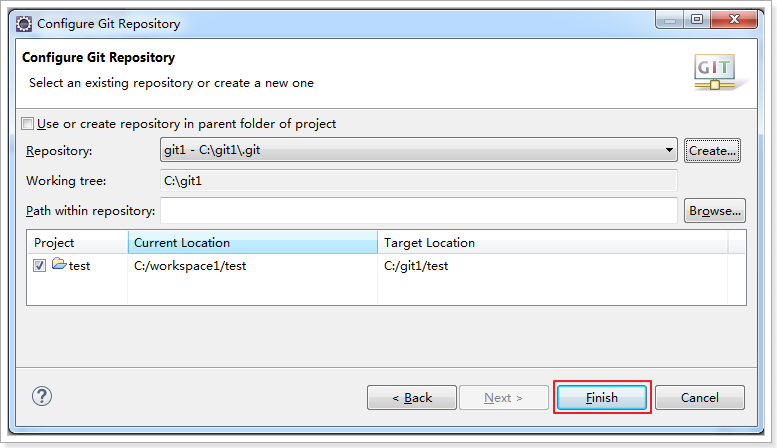 Configure Git Repository
Configure Git Repository
Select an existing repository or create a new one
GIT
Use or create repository in parent folder of project
Repository: git1 - C:\git1\.git Create...
Working tree: C:\git1
Path within repository: Browse...
Project Current Location Target Location
test C:/workspace1/test C:/git1/test
? < Back Next > Finish Cancel